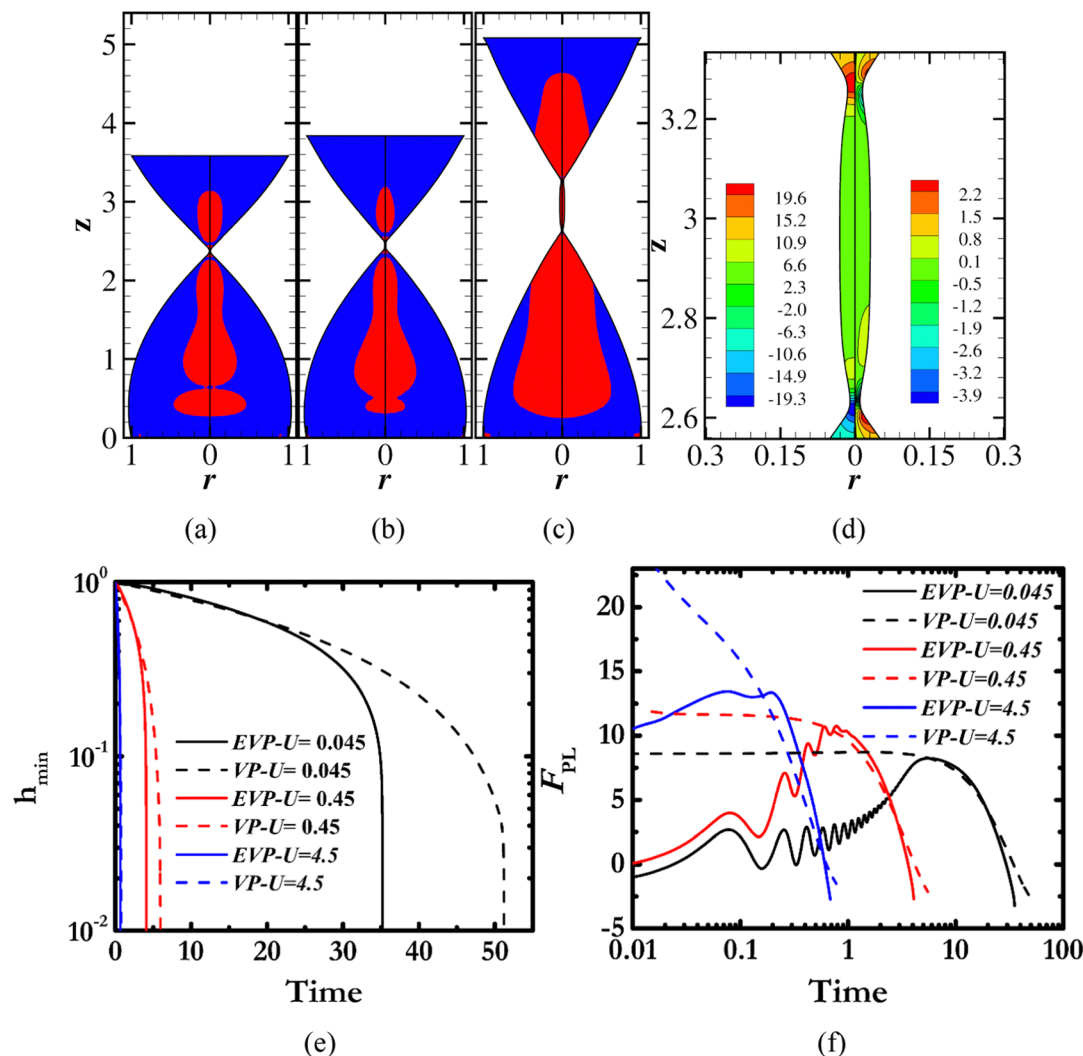 5
4
3
2
1
0
z
1 0 1
r
1 0 1
r
1 0 1
r
3.2
3
2.8
2.6
z
19.6
15.2
10.9
6.6
2.3
-2.0
-6.3
-10.6
-14.9
-19.3
2.2
1.5
0.8
0.1
-0.5
-1.2
-1.9
-2.6
-3.2
-3.9
0.3 0.15 0 0.15 0.3
r
(a) (b) (c) (d)
10⁰
10⁻¹
10⁻²
h_min
EVP-U= 0.045
VP-U= 0.045
EVP-U= 0.45
VP-U= 0.45
EVP-U=4.5
VP-U=4.5
0 10 20 30 40 50
Time
(e)
20
15
10
5
0
-5
F_PL
EVP-U=0.045
VP-U=0.045
EVP-U=0.45
VP-U=0.45
EVP-U=4.5
VP-U=4.5
0.01 0.1 1 10 100
Time
(f)